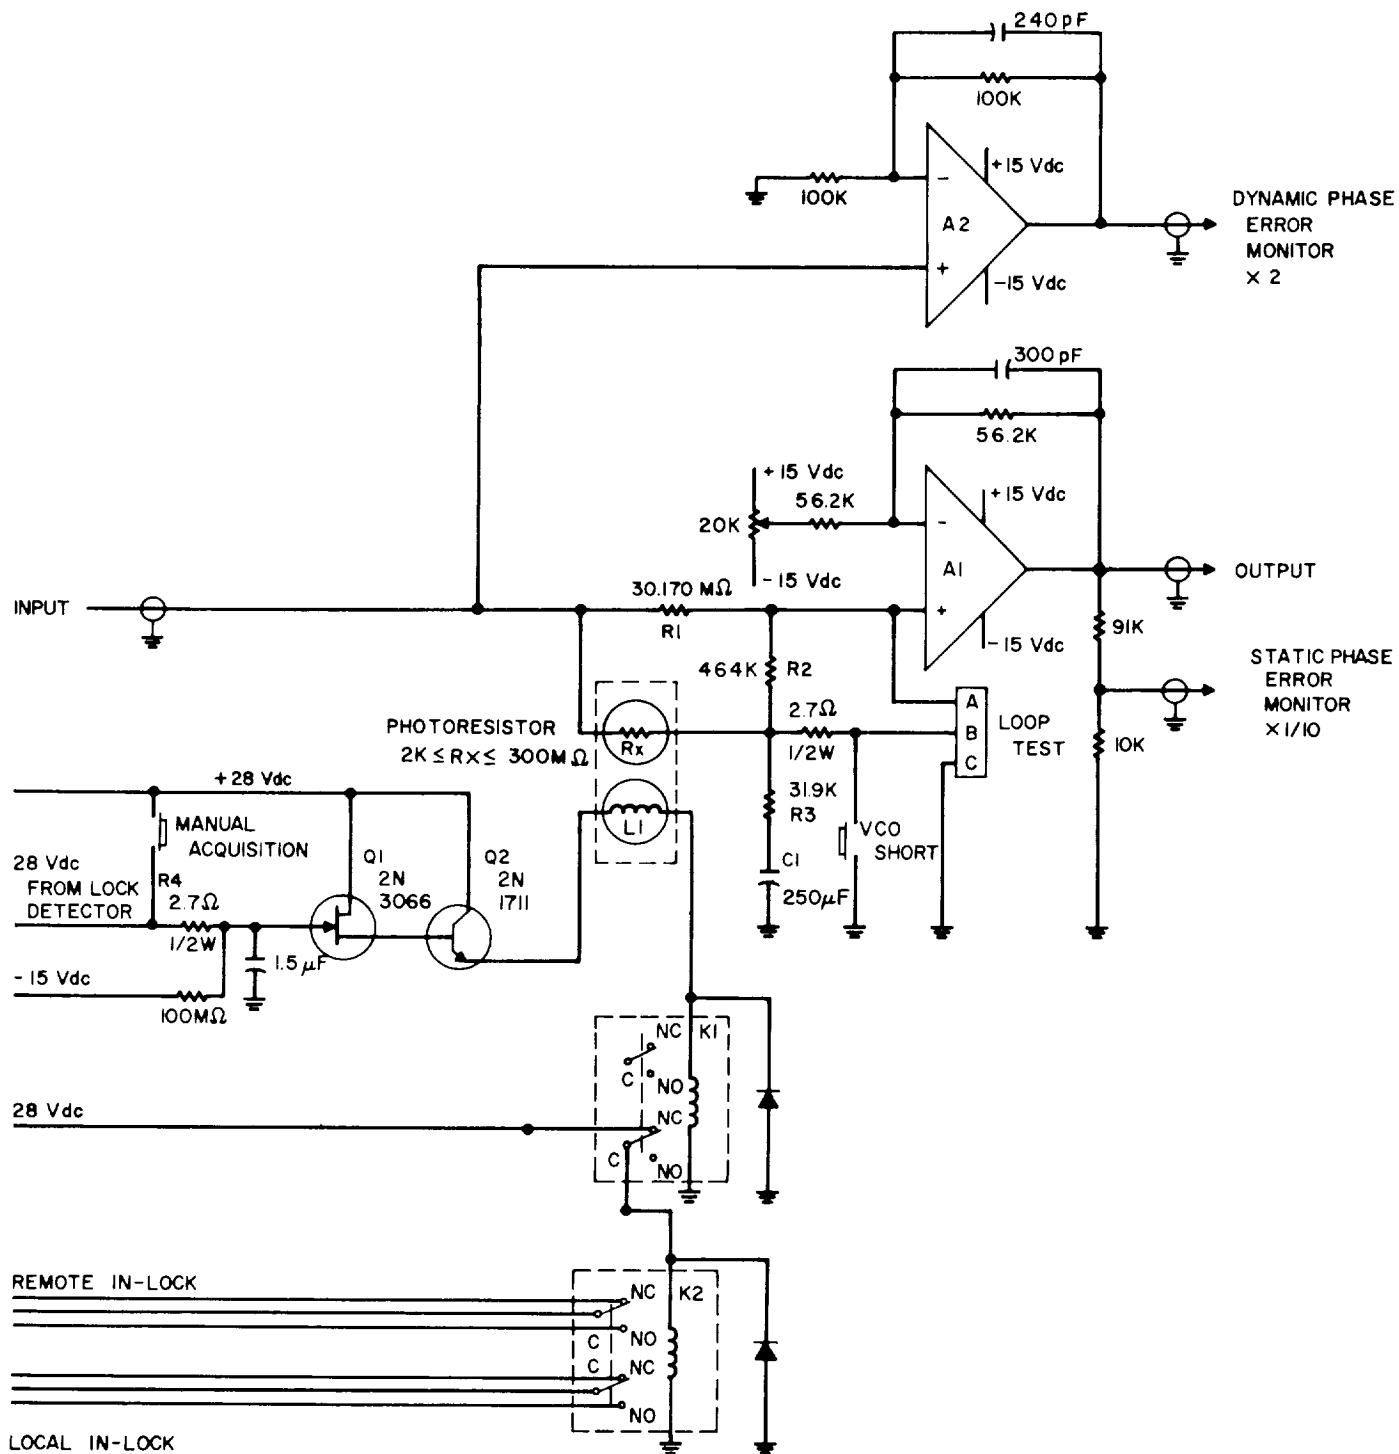 240pF
100K
+15 Vdc
100K
-
A2
+
-15 Vdc
DYNAMIC PHASE
ERROR
MONITOR
× 2
300pF
56.2K
+15 Vdc
56.2K
20K
-15 Vdc
+15 Vdc
-
A1
+
-15 Vdc
OUTPUT
INPUT
30.170 MΩ
R1
464K R2
91K
STATIC PHASE
ERROR
MONITOR
×1/10
10K
PHOTORESISTOR
2K ≤ RX ≤ 300MΩ
Rx
2.7Ω
1/2W
A
B
C
LOOP
TEST
L1
31.9K
R3
C1
250μF
VCO
SHORT
+28 Vdc
MANUAL
ACQUISITION
28 Vdc
FROM LOCK
DETECTOR
R4
2.7Ω
1/2W
Q1
2N
3066
Q2
2N
1711
1.5μF
-15 Vdc
100MΩ
NC K1
C
NO
NC
C
NO
28 Vdc
REMOTE IN-LOCK
NC K2
C
NO
C
NC
NO
LOCAL IN-LOCK